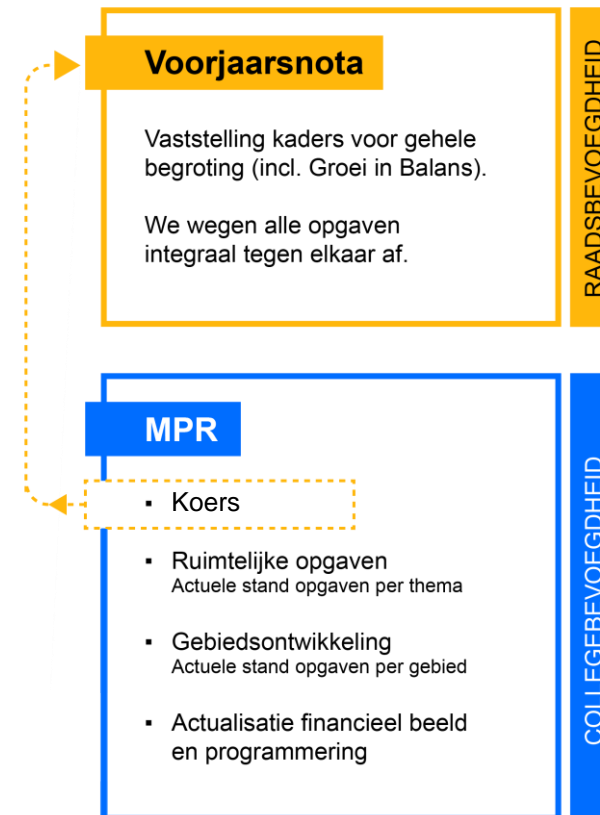 Voorjaarsnota
Vaststelling kaders voor gehele
begroting (incl. Groei in Balans).
We wegen alle opgaven
integraal tegen elkaar af.
RAADSBEVOEGDHEID
MPR
▪ Koers
▪ Ruimtelijke opgaven
Actuele stand opgaven per thema
▪ Gebiedsontwikkeling
Actuele stand opgaven per gebied
▪ Actualisatie financieel beeld
en programmering
COLLEGEBEVOEGDHEID